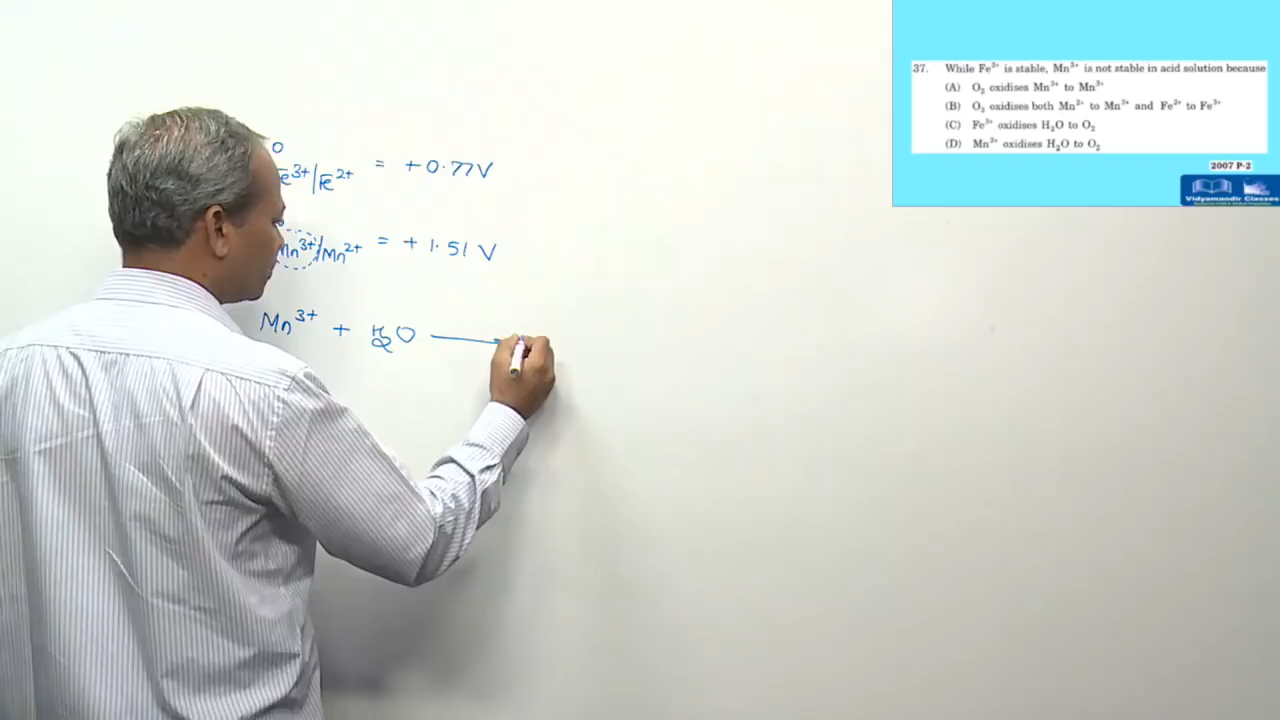 O
Fe³⁺/Fe²⁺ = +0.77V
Mn³⁺/Mn²⁺ = + 1.51 V
Mn³⁺ + H₂O
37. While Fe³⁺ is stable, Mn³⁺ is not stable in acid solution because
(A) O₂ oxidises Mn²⁺ to Mn³⁺
(B) O₂ oxidises both Mn²⁺ to Mn³⁺ and Fe²⁺ to Fe³⁺
(C) Fe³⁺ oxidises H₂O to O₂
(D) Mn³⁺ oxidises H₂O to O₂
2007 P-2
Vidyamandir Classes